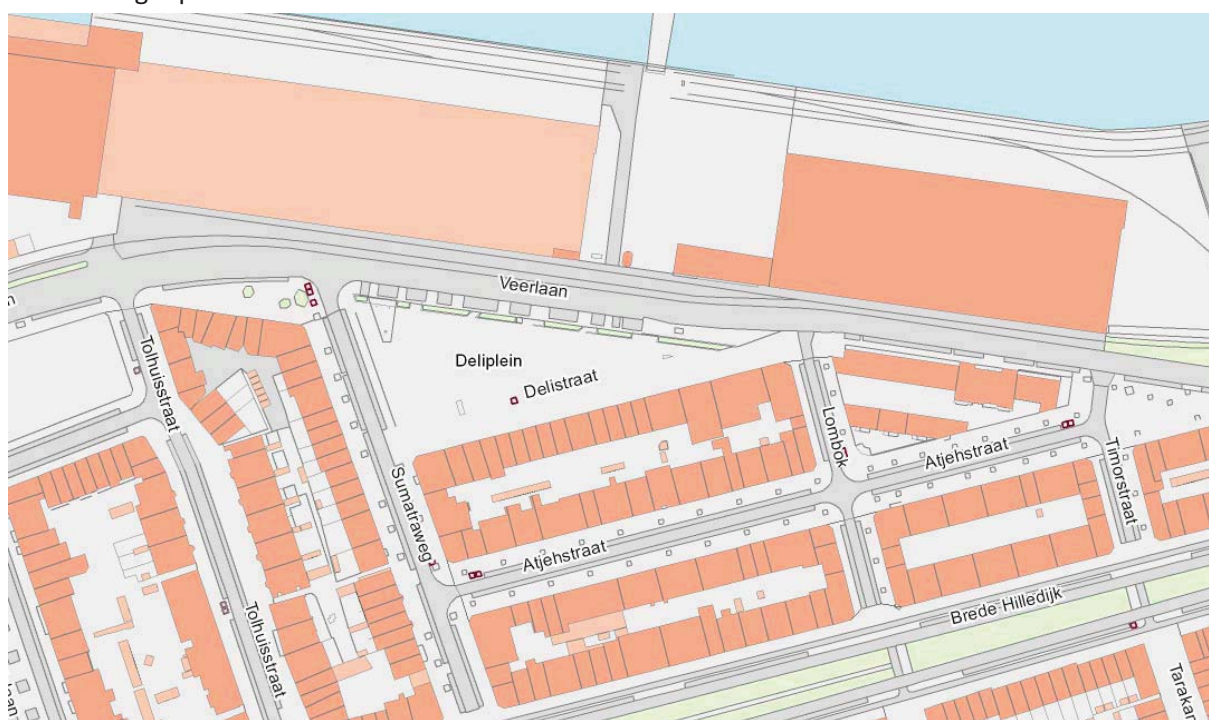 Veerlaan
Deliplein
Delistraat
Tolhuisstraat
Lombok
Atjehstraat
Timorstraat
Sumatraweg
Atjehstraat
Brede Hilledijk
Tolhuisstraat
Tarakan